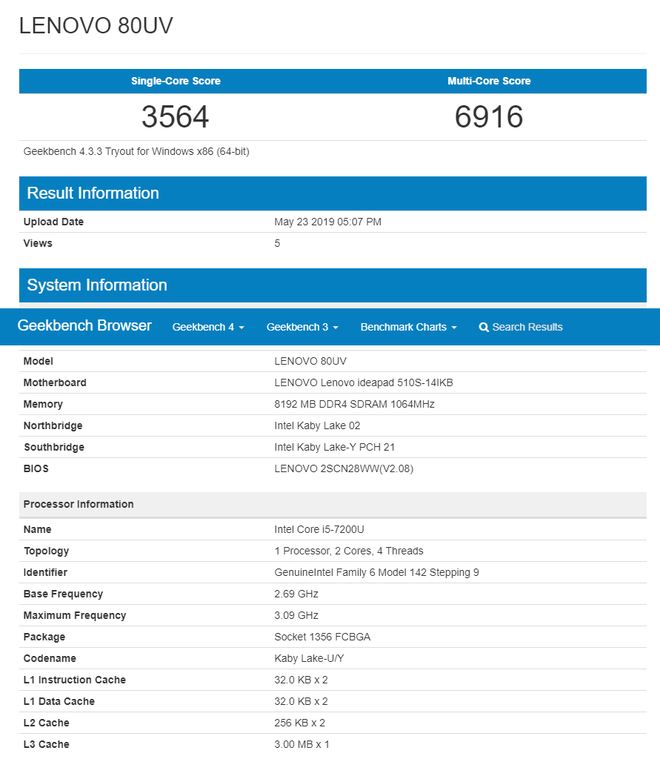 LENOVO 80UV
Single-Core Score Multi-Core Score
3564 6916
Geekbench 4.3.3 Tryout for Windows x86 (64-bit)
Result Information
Upload Date May 23 2019 05:07 PM
Views 5
System Information
Geekbench Browser Geekbench 4 Geekbench 3 Benchmark Charts Search Results
Model LENOVO 80UV
Motherboard LENOVO Lenovo ideapad 510S-14IKB
Memory 8192 MB DDR4 SDRAM 1064MHz
Northbridge Intel Kaby Lake 02
Southbridge Intel Kaby Lake-Y PCH 21
BIOS LENOVO 2SCN28WW(V2.08)
Processor Information
Name Intel Core i5-7200U
Topology 1 Processor, 2 Cores, 4 Threads
Identifier GenuineIntel Family 6 Model 142 Stepping 9
Base Frequency 2.69 GHz
Maximum Frequency 3.09 GHz
Package Socket 1356 FCBGA
Codename Kaby Lake-U/Y
L1 Instruction Cache 32.0 KB x 2
L1 Data Cache 32.0 KB x 2
L2 Cache 256 KB x 2
L3 Cache 3.00 MB x 1